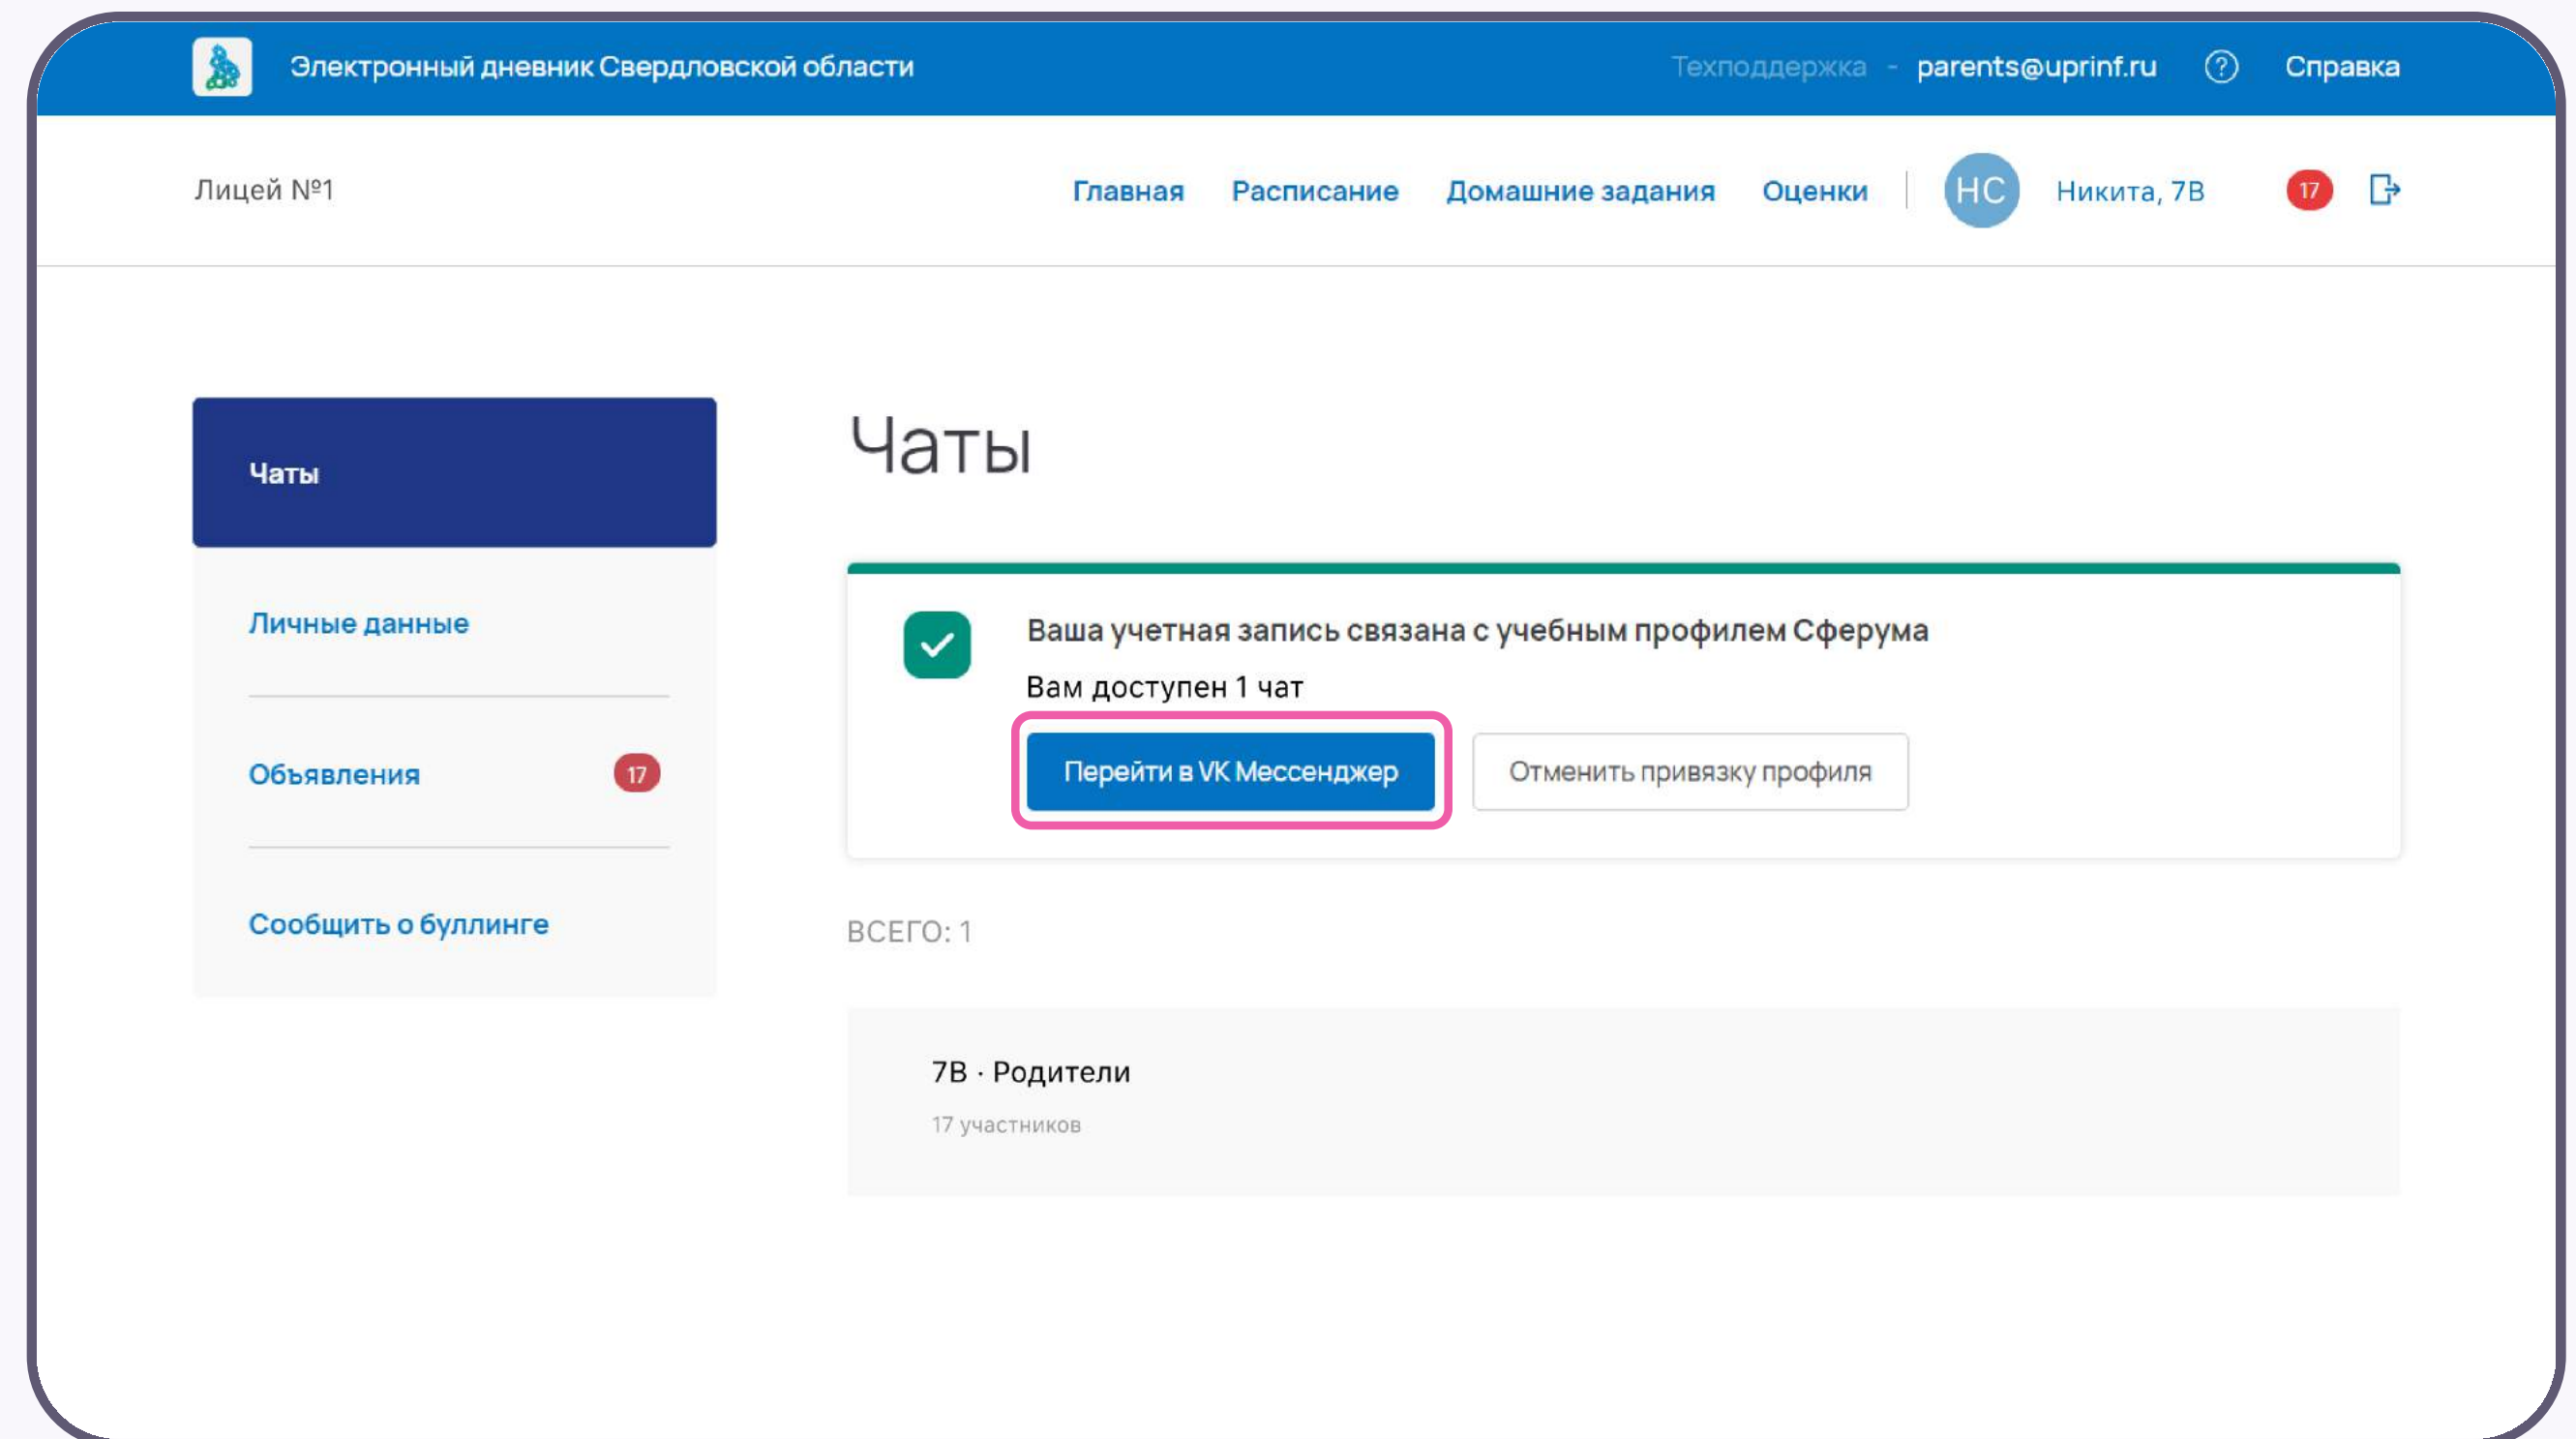 Электронный дневник Свердловской области
Техподдержка - parents@uprinf.ru ? Справка
Лицей №1
Главная Расписание Домашние задания Оценки НС Никита, 7В 17
Чаты
Личные данные
Объявления 17
Сообщить о буллинге
Чаты
Ваша учетная запись связана с учебным профилем Сферума
Вам доступен 1 чат
Перейти в VK Мессенджер Отменить привязку профиля
ВСЕГО: 1
7В · Родители
17 участников